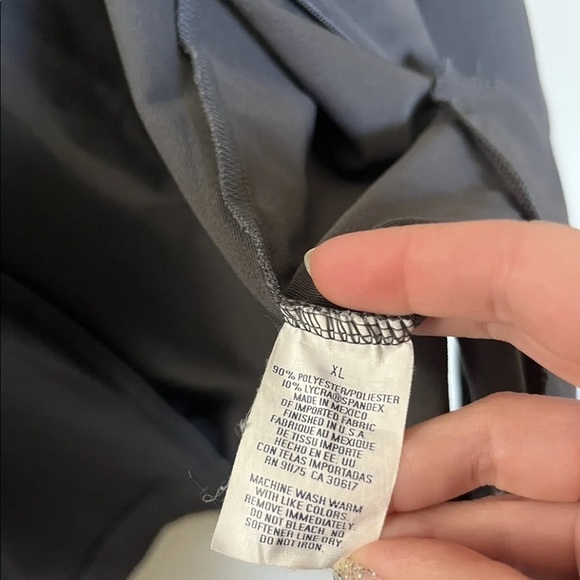 XL
90% POLYESTER/POLIESTER
10% LYCRA®SPANDEX
MADE IN MEXICO
OF IMPORTED FABRIC
FINISHED IN U.S.A
FABRIQUE AU MEXIQUE
DE TISSU IMPORTE
HECHO EN EE. UU
CON TELAS IMPORTADAS
RN 91175 CA 30617
MACHINE WASH WARM
WITH LIKE COLORS
REMOVE IMMEDIATELY.
DO NOT BLEACH. NO
SOFTENER LINE DRY.
DO NOT IRON.